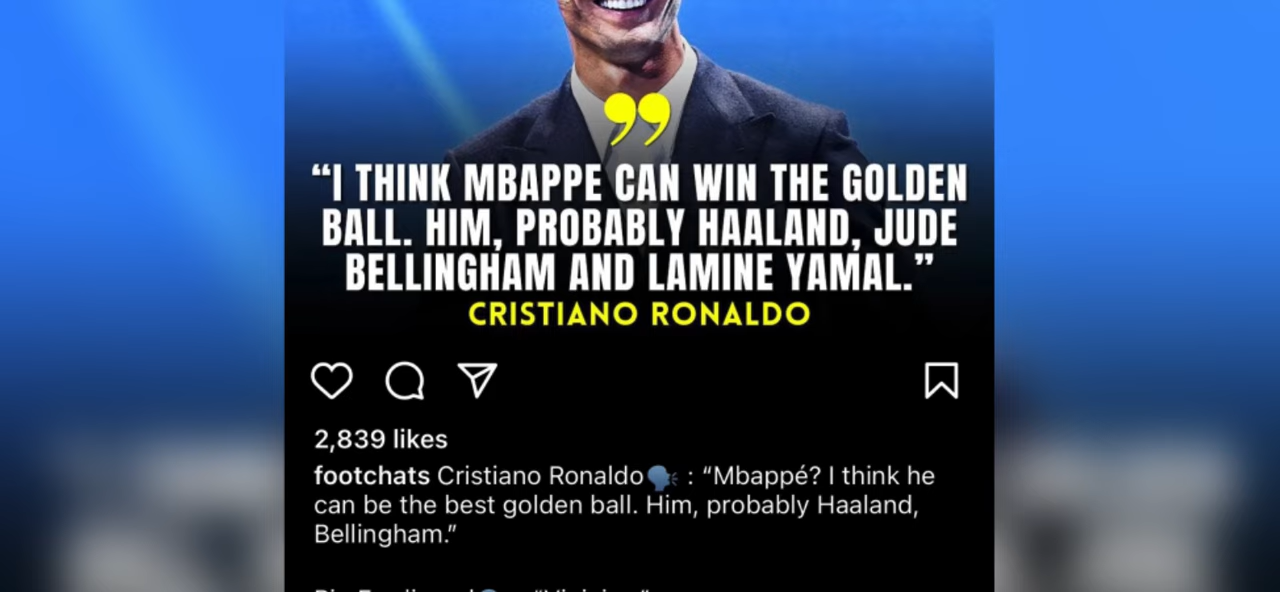 ”
“I THINK MBAPPE CAN WIN THE GOLDEN
BALL. HIM, PROBABLY HAALAND, JUDE
BELLINGHAM AND LAMINE YAMAL.”
CRISTIANO RONALDO
2,839 likes
footchats Cristiano Ronaldo🗣️ : “Mbappé? I think he
can be the best golden ball. Him, probably Haaland,
Bellingham.”